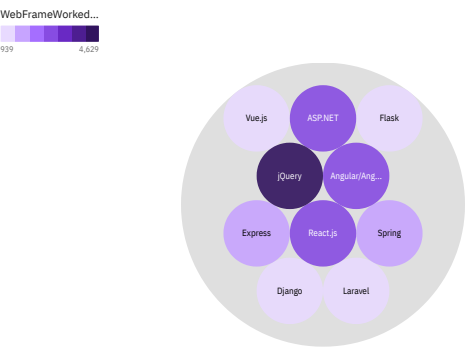 WebFrameWorked...
939 4,629
Vue.js ASP.NET Flask
jQuery Angular/Ang...
Express React.js Spring
Django Laravel